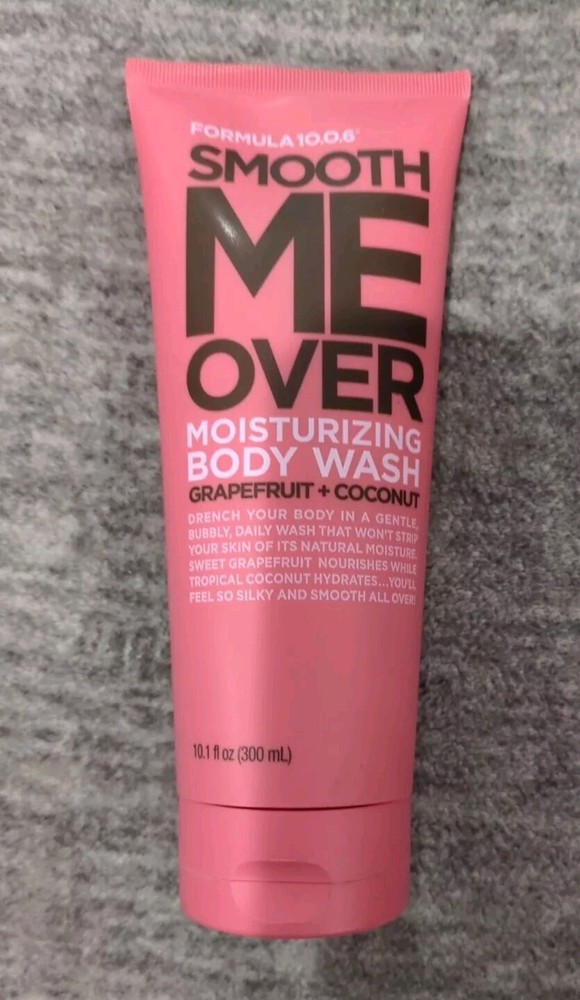 FORMULA 10.0.6®
SMOOTH
ME
OVER
MOISTURIZING
BODY WASH
GRAPEFRUIT + COCONUT
DRENCH YOUR BODY IN A GENTLE,
BUBBLY, DAILY WASH THAT WON'T STRIP
YOUR SKIN OF ITS NATURAL MOISTURE.
SWEET GRAPEFRUIT NOURISHES WHILE
TROPICAL COCONUT HYDRATES...YOU'LL
FEEL SO SILKY AND SMOOTH ALL OVER!
10.1 fl oz (300 mL)